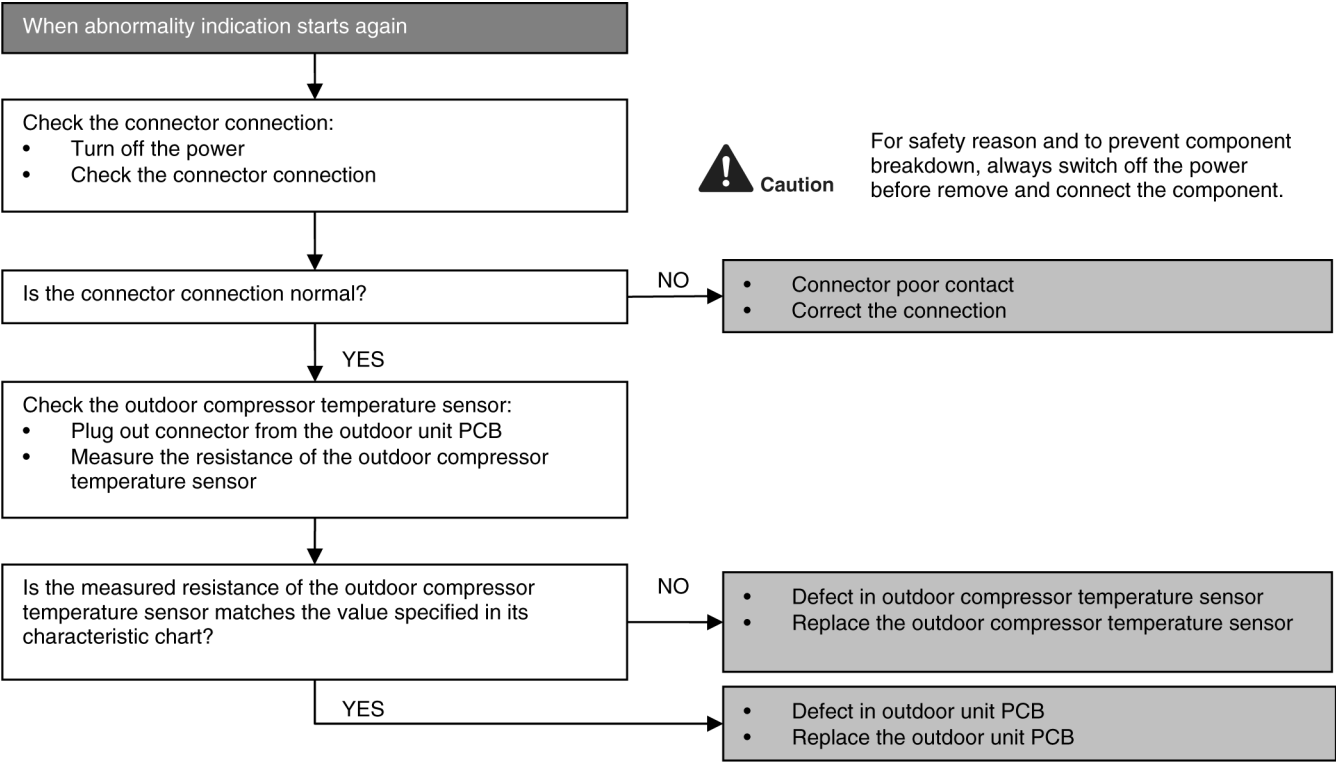 When abnormality indication starts again
Check the connector connection:
• Turn off the power
• Check the connector connection
Caution
For safety reason and to prevent component
breakdown, always switch off the power
before remove and connect the component.
Is the connector connection normal?
NO
• Connector poor contact
• Correct the connection
YES
Check the outdoor compressor temperature sensor:
• Plug out connector from the outdoor unit PCB
• Measure the resistance of the outdoor compressor
temperature sensor
Is the measured resistance of the outdoor compressor
temperature sensor matches the value specified in its
characteristic chart?
NO
• Defect in outdoor compressor temperature sensor
• Replace the outdoor compressor temperature sensor
YES
• Defect in outdoor unit PCB
• Replace the outdoor unit PCB